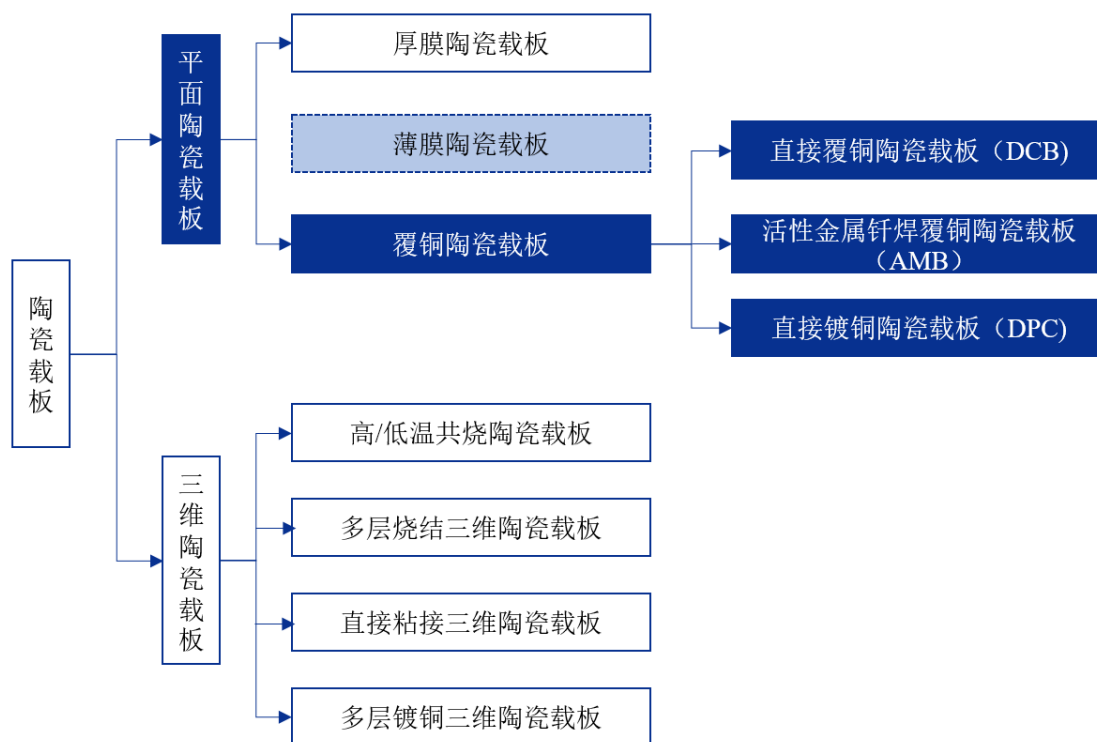 陶瓷载板
平面陶瓷载板
厚膜陶瓷载板
薄膜陶瓷载板
覆铜陶瓷载板
直接覆铜陶瓷载板（DCB)
活性金属钎焊覆铜陶瓷载板
（AMB）
直接镀铜陶瓷载板（DPC)
三维陶瓷载板
高/低温共烧陶瓷载板
多层烧结三维陶瓷载板
直接粘接三维陶瓷载板
多层镀铜三维陶瓷载板